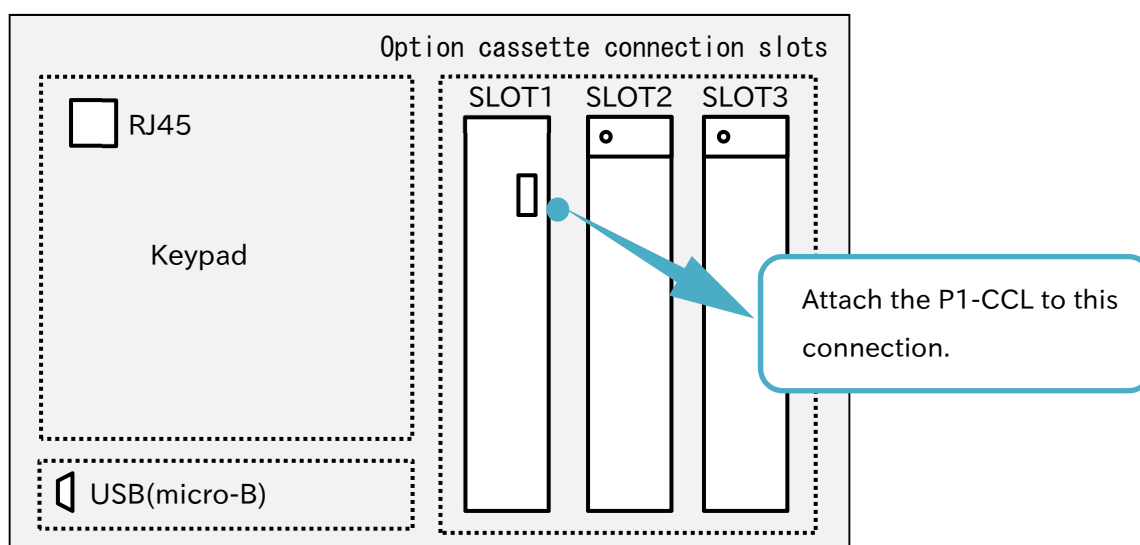 Option cassette connection slots
SLOT1 SLOT2 SLOT3
RJ45
Keypad
Attach the P1-CCL to this
connection.
USB(micro-B)